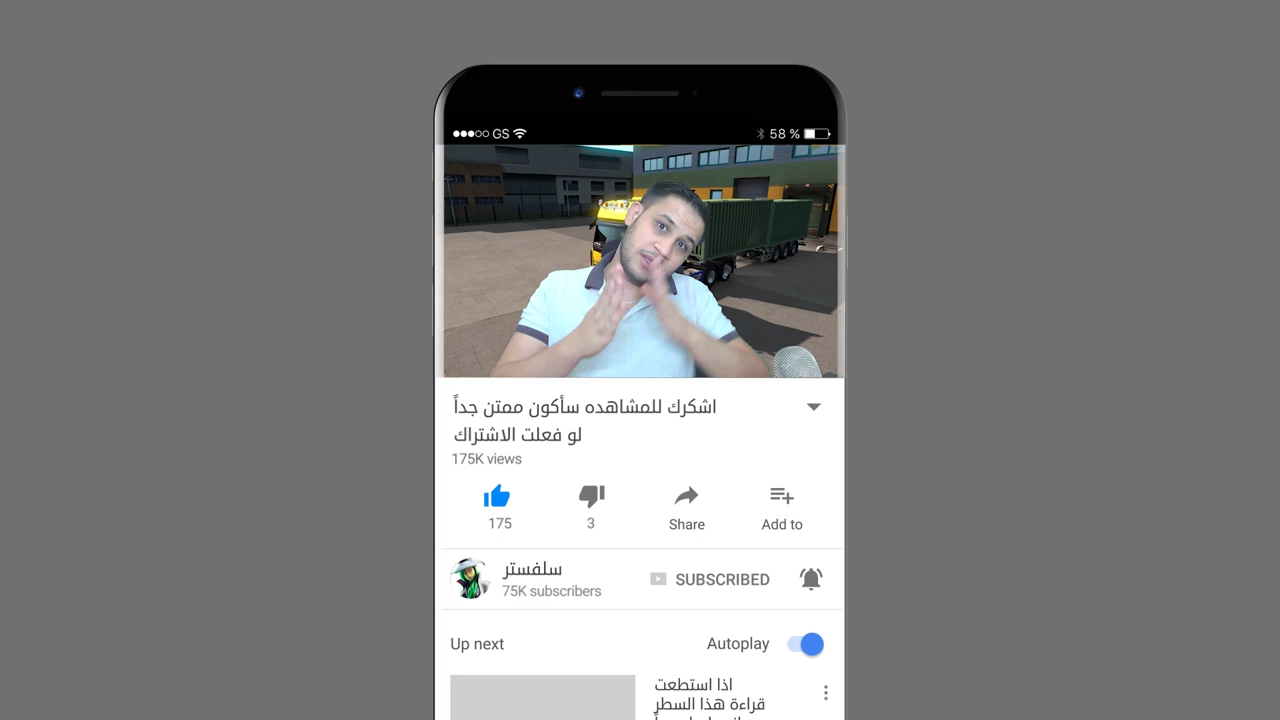 GS 58 %
اشكرك للمشاهده سأكون ممتن جداً
لو فعلت الاشتراك
175K views
175 3 Share Add to
سلفستر
75K subscribers
SUBSCRIBED
Up next Autoplay
اذا استطعت
قراءة هذا السطر